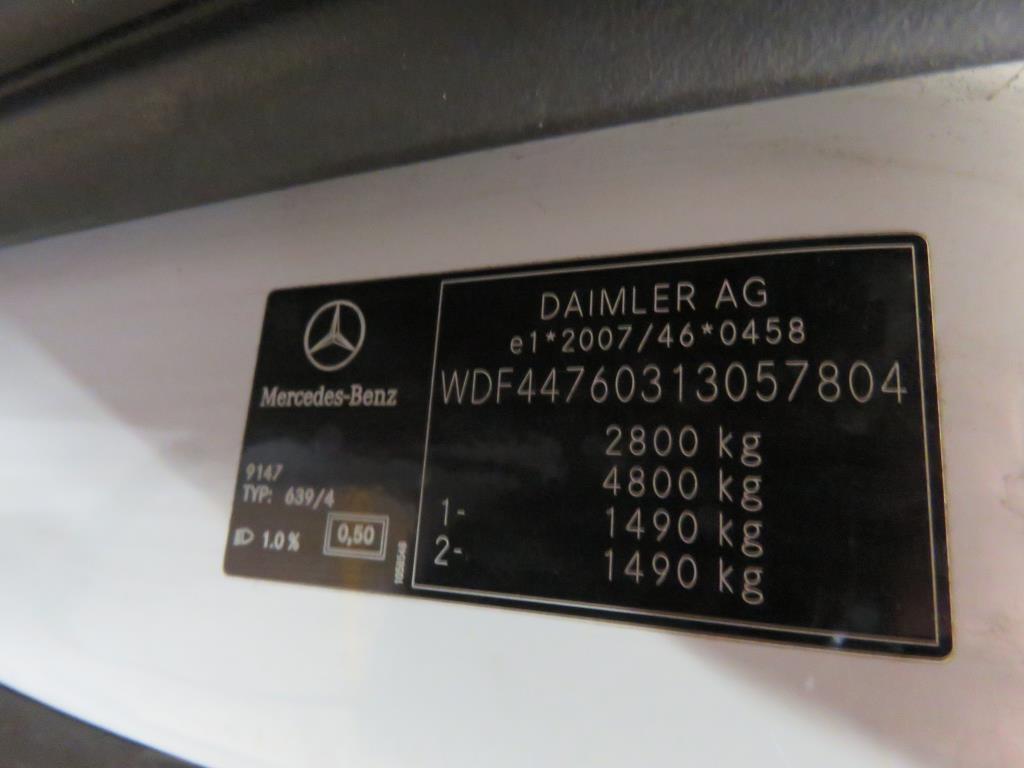 Mercedes-Benz
9147
TYP: 639/4
1.0%
0,50
DAIMLER AG
e1*2007/46*0458
WDF44760313057804
2800 kg
4800 kg
1- 1490 kg
2- 1490 kg